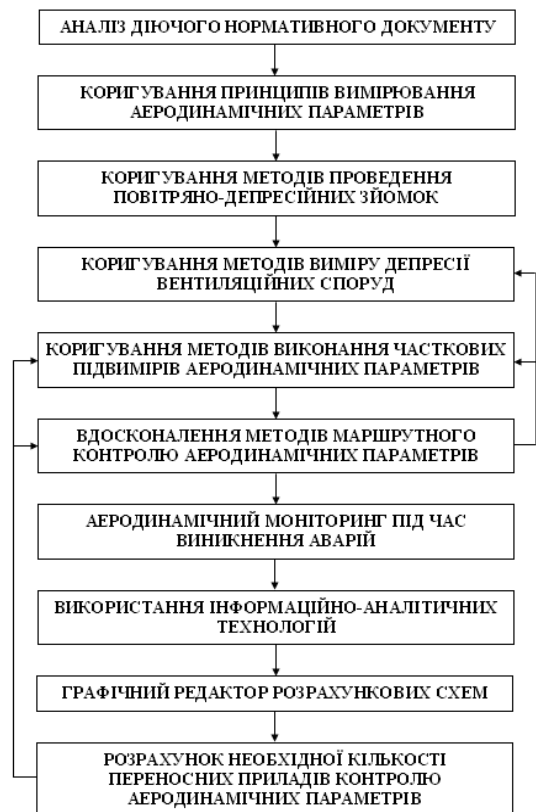 АНАЛІЗ ДІЮЧОГО НОРМАТИВНОГО ДОКУМЕНТУ
КОРИГУВАННЯ ПРИНЦИПІВ ВИМІРЮВАННЯ
АЕРОДИНАМІЧНИХ ПАРАМЕТРІВ
КОРИГУВАННЯ МЕТОДІВ ПРОВЕДЕННЯ
ПОВІТРЯНО-ДЕПРЕСІЙНИХ ЗЙОМОК
КОРИГУВАННЯ МЕТОДІВ ВИМІРУ ДЕПРЕСІЇ
ВЕНТИЛЯЦІЙНИХ СПОРУД
КОРИГУВАННЯ МЕТОДІВ ВИКОНАННЯ ЧАСТКОВИХ
ПІДВИМІРІВ АЕРОДИНАМІЧНИХ ПАРАМЕТРІВ
ВДОСКОНАЛЕННЯ МЕТОДІВ МАРШРУТНОГО
КОНТРОЛЮ АЕРОДИНАМІЧНИХ ПАРАМЕТРІВ
АЕРОДИНАМІЧНИЙ МОНІТОРИНГ ПІД ЧАС
ВИНИКНЕННЯ АВАРІЙ
ВИКОРИСТАННЯ ІНФОРМАЦІЙНО-АНАЛІТИЧНИХ
ТЕХНОЛОГІЙ
ГРАФІЧНИЙ РЕДАКТОР РОЗРАХУНКОВИХ СХЕМ
РОЗРАХУНОК НЕОБХІДНОЇ КІЛЬКОСТІ
ПЕРЕНОСНИХ ПРИЛАДІВ КОНТРОЛЮ
АЕРОДИНАМІЧНИХ ПАРАМЕТРІВ